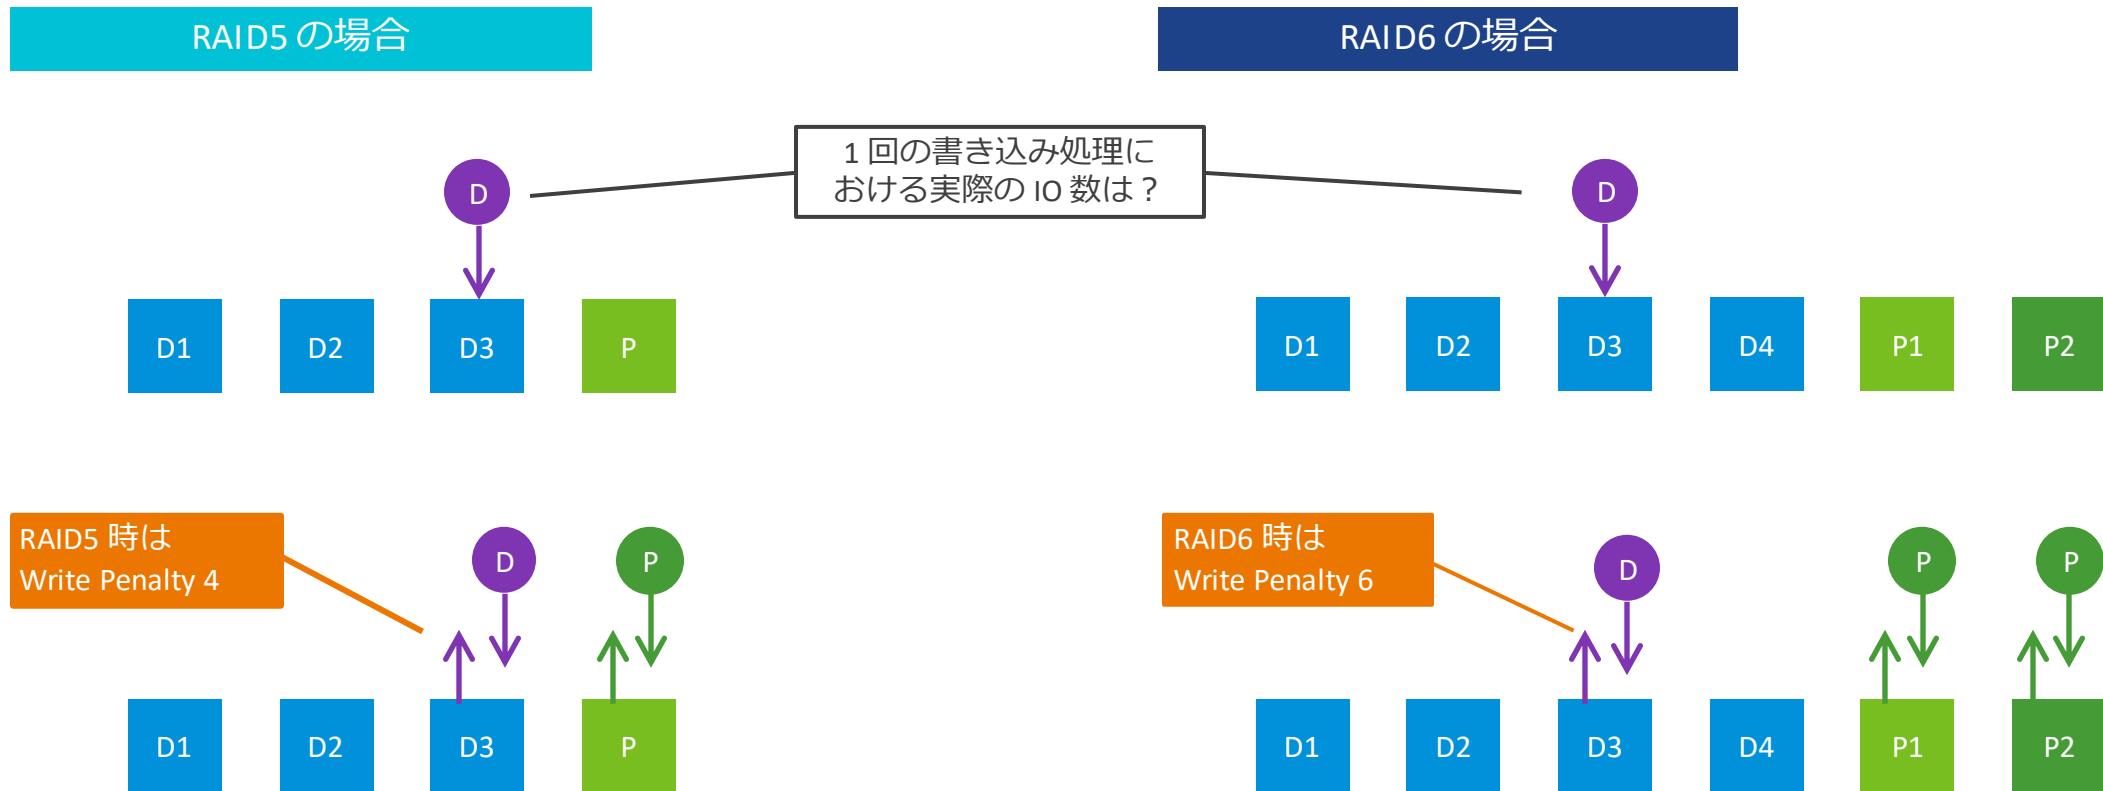 RAID5 の場合
RAID6 の場合
1 回の書き込み処理に
おける実際の IO 数は？
D
D
D1
D2
D3
P
D1
D2
D3
D4
P1
P2
RAID5 時は
Write Penalty 4
D
P
RAID6 時は
Write Penalty 6
D
P
P
D1
D2
D3
P
D1
D2
D3
D4
P1
P2